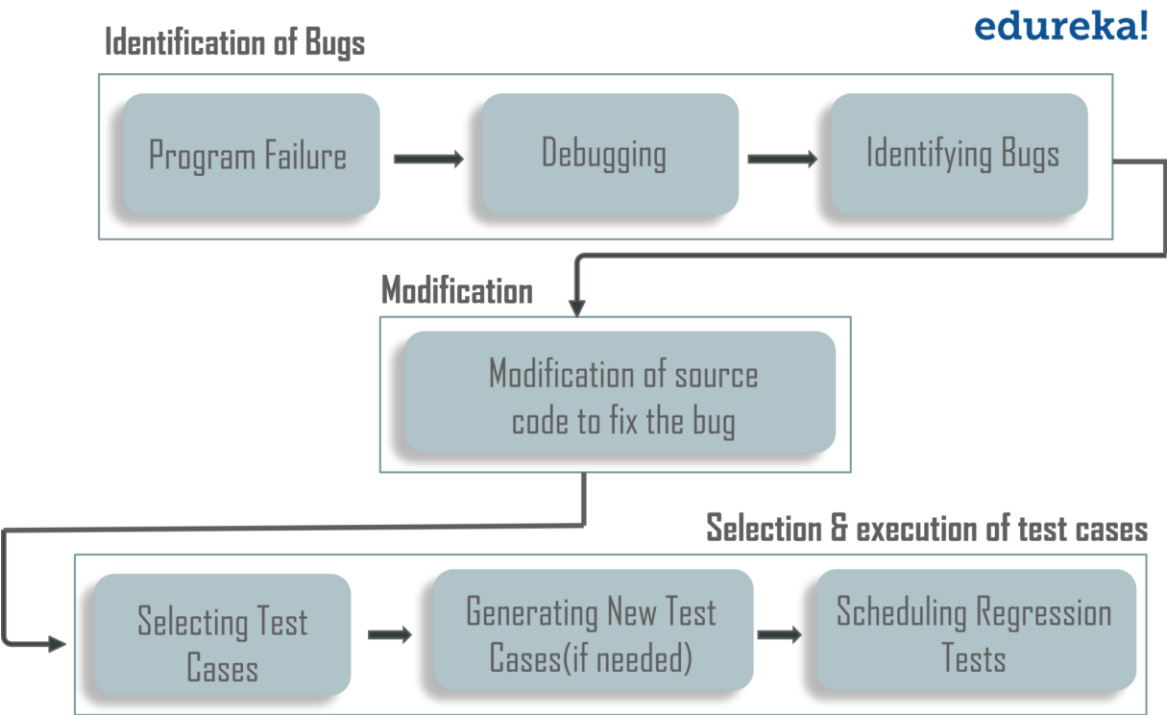 edureka!
Identification of Bugs
Program Failure
Debugging
Identifying Bugs
Modification
Modification of source
code to fix the bug
Selection & execution of test cases
Selecting Test
Cases
Generating New Test
Cases(if needed)
Scheduling Regression
Tests